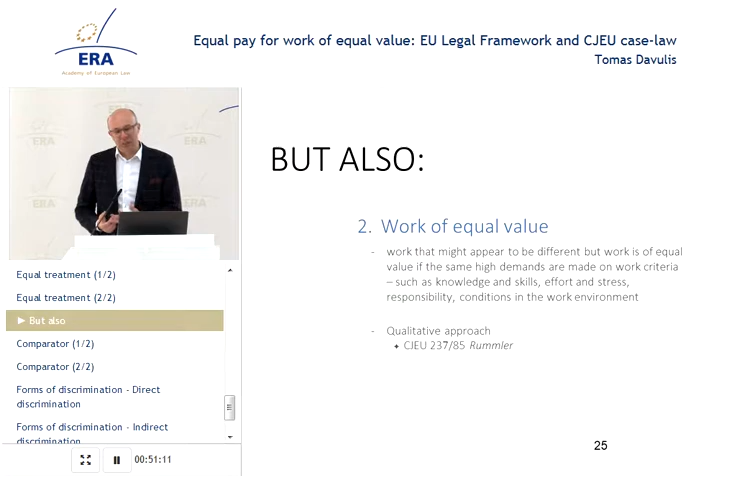 ERA
Academy of European Law
Equal pay for work of equal value: EU Legal Framework and CJEU case-law
Tomas Davulis
ERA
ERA
ERA
ERA
Equal treatment (1/2)
Equal treatment (2/2)
► But also
Comparator (1/2)
Comparator (2/2)
Forms of discrimination - Direct
discrimination
Forms of discrimination - Indirect
discrimination
00:51:11
BUT ALSO:
2. Work of equal value
- work that might appear to be different but work is of equal
value if the same high demands are made on work criteria
– such as knowledge and skills, effort and stress,
responsibility, conditions in the work environment
- Qualitative approach
✦ CJEU 237/85 Rummler
25